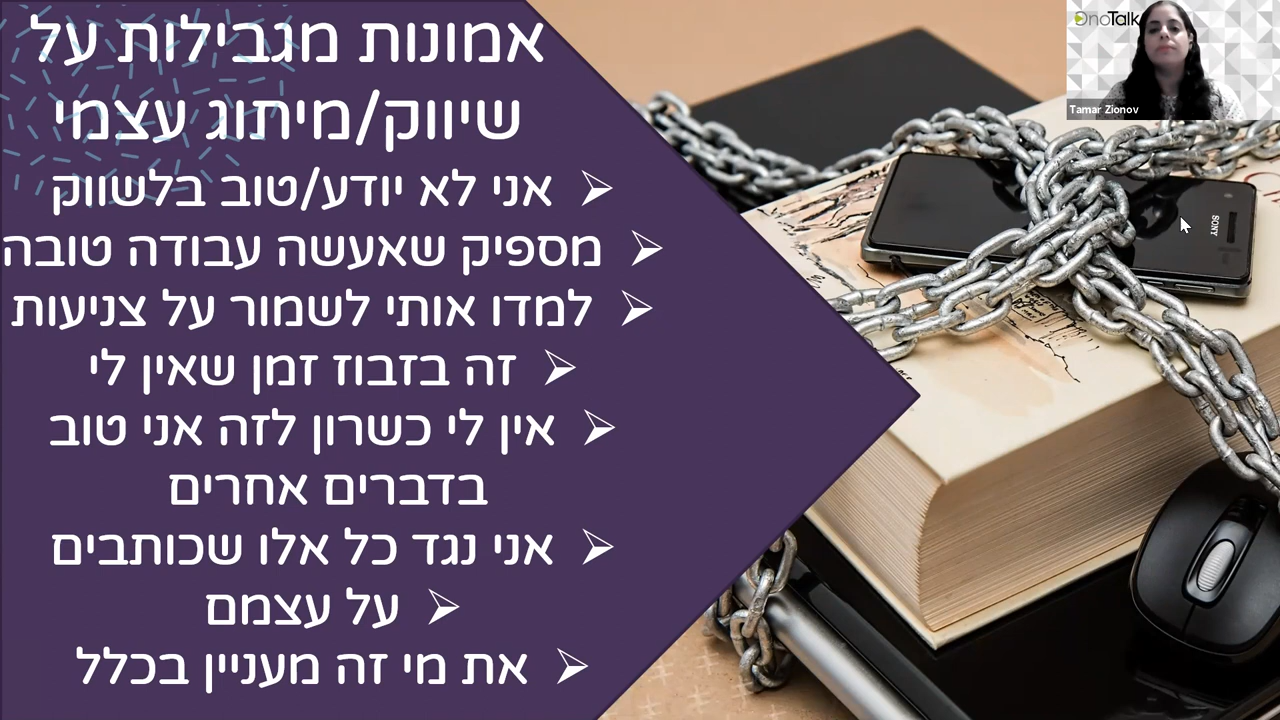 אמונות מגבילות על
שיווק/מיתוג עצמי
אני לא יודע/טוב בלשווק
מספיק שאעשה עבודה טובה
למדו אותי לשמור על צניעות
זה בזבוז זמן שאין לי
אין לי כשרון לזה אני טוב
בדברים אחרים
אני נגד כל אלו שכותבים
על עצמם
את מי זה מעניין בכלל
OnoTalk
Tamar Zionov
SONY